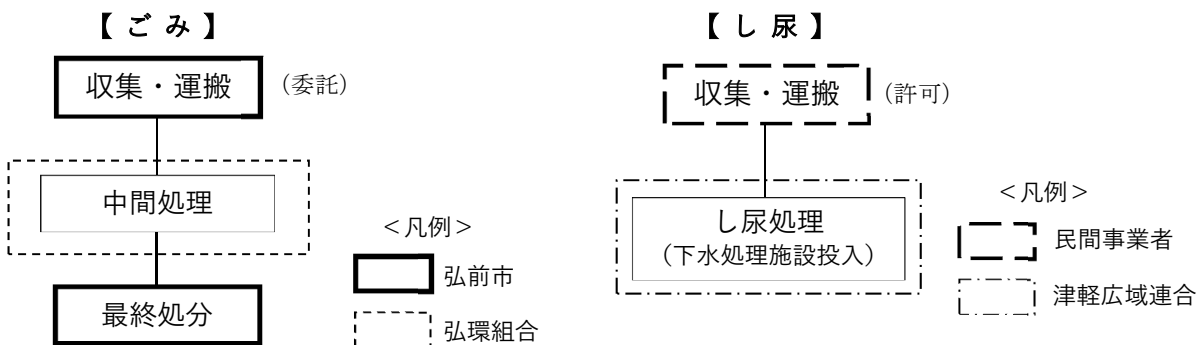 【ごみ】
収集・運搬
(委託)
中間処理
最終処分
＜凡例＞
弘前市
弘環組合
【し尿】
収集・運搬
(許可)
し尿処理
(下水処理施設投入)
＜凡例＞
民間事業者
津軽広域連合